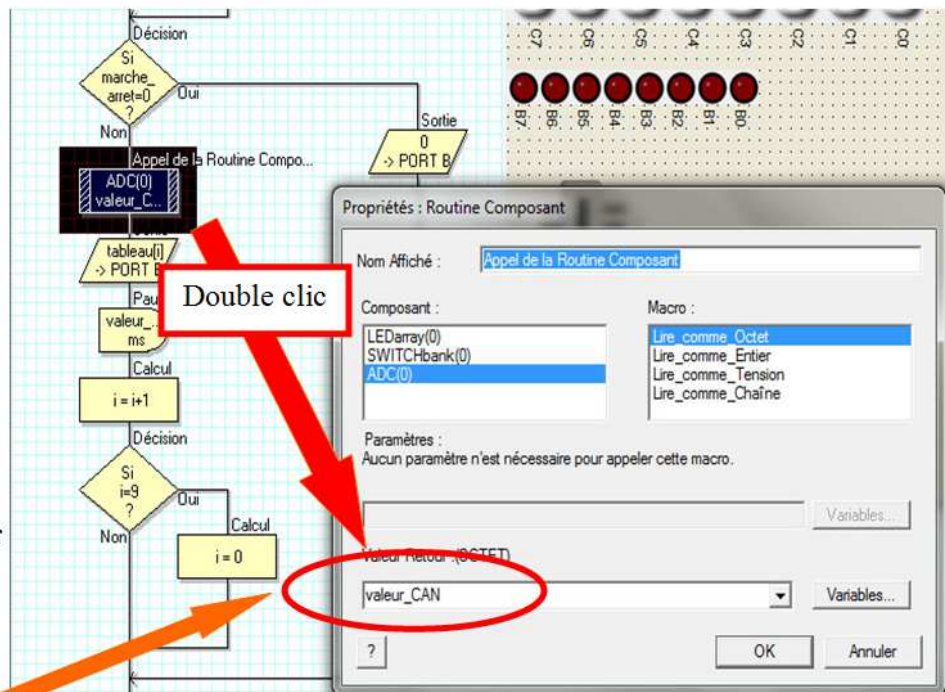 Décision
Si
marche_
arret=0
?
Oui
Non
Appel de la Routine Compo...
ADC(0)
valeur_C...
tableau[i]
-> PORT B
valeur_...
ms
Calcul
i = i+1
Décision
Si
i=9
?
Oui
Non
Calcul
i = 0
Sortie
0
-> PORT B
C7 C6 C5 C4 C3 C2 C1 C0
B7 B6 B5 B4 B3 B2 B1 B0
Double clic
Propriétés : Routine Composant
Nom Affiché : Appel de la Routine Composant
Composant :
LEDarray(0)
SWITCHbank(0)
ADC(0)
Macro :
Lire_comme_Octet
Lire_comme_Entier
Lire_comme_Tension
Lire_comme_Chaîne
Paramètres :
Aucun paramètre n'est nécessaire pour appeler cette macro.
Variables...
Valeur Retour :(OCTET)
valeur_CAN
Variables...
?
OK
Annuler